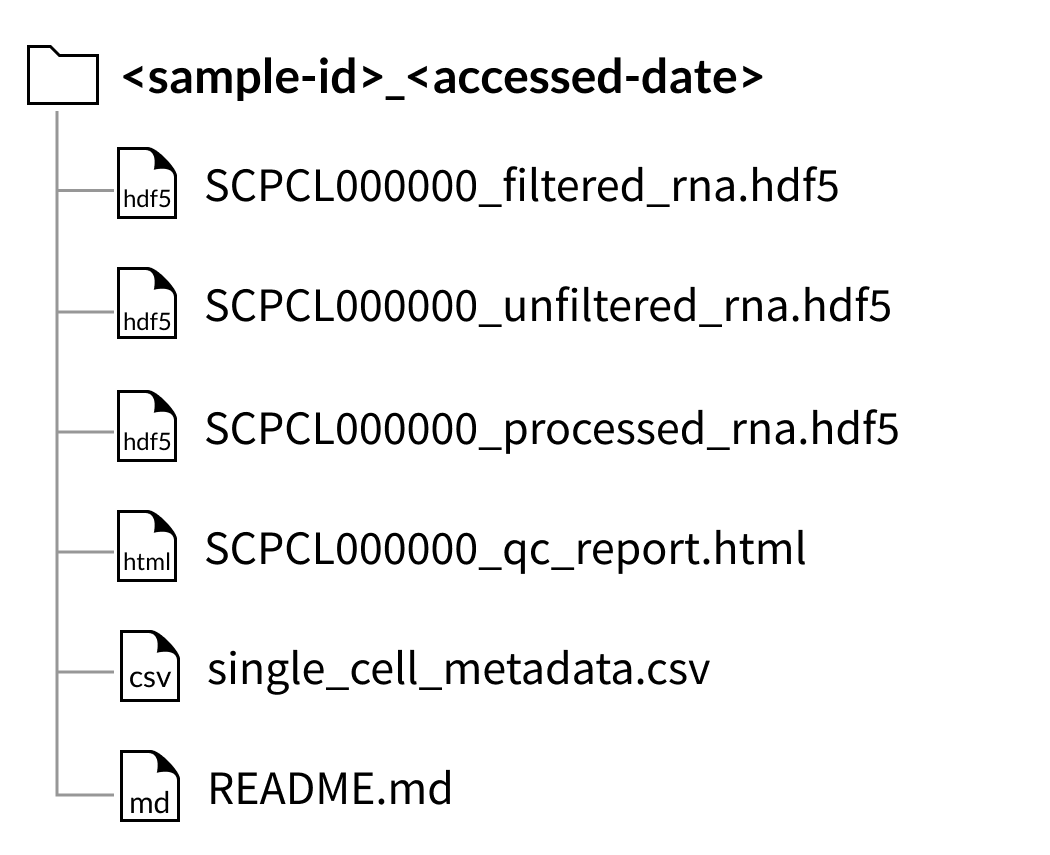 <sample-id>_<accessed-date>
hdf5 SCPCL000000_filtered_rna.hdf5
hdf5 SCPCL000000_unfiltered_rna.hdf5
hdf5 SCPCL000000_processed_rna.hdf5
html SCPCL000000_qc_report.html
csv single_cell_metadata.csv
md README.md